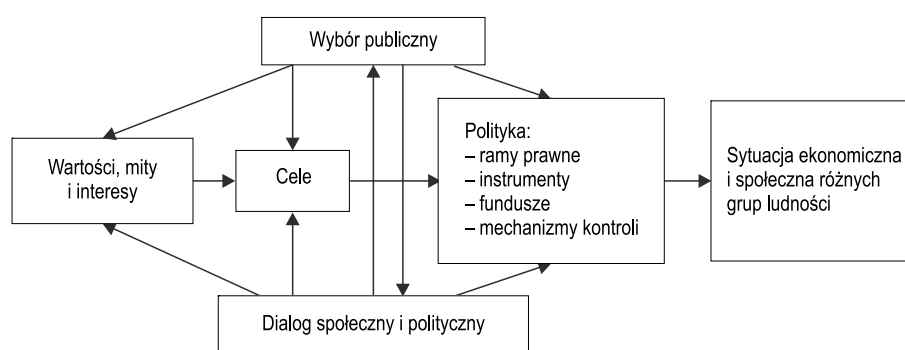 Wybór publiczny
Wartości, mity
i interesy
Cele
Polityka:
– ramy prawne
– instrumenty
– fundusze
– mechanizmy kontroli
Sytuacja ekonomiczna
i społeczna różnych
grup ludności
Dialog społeczny i polityczny